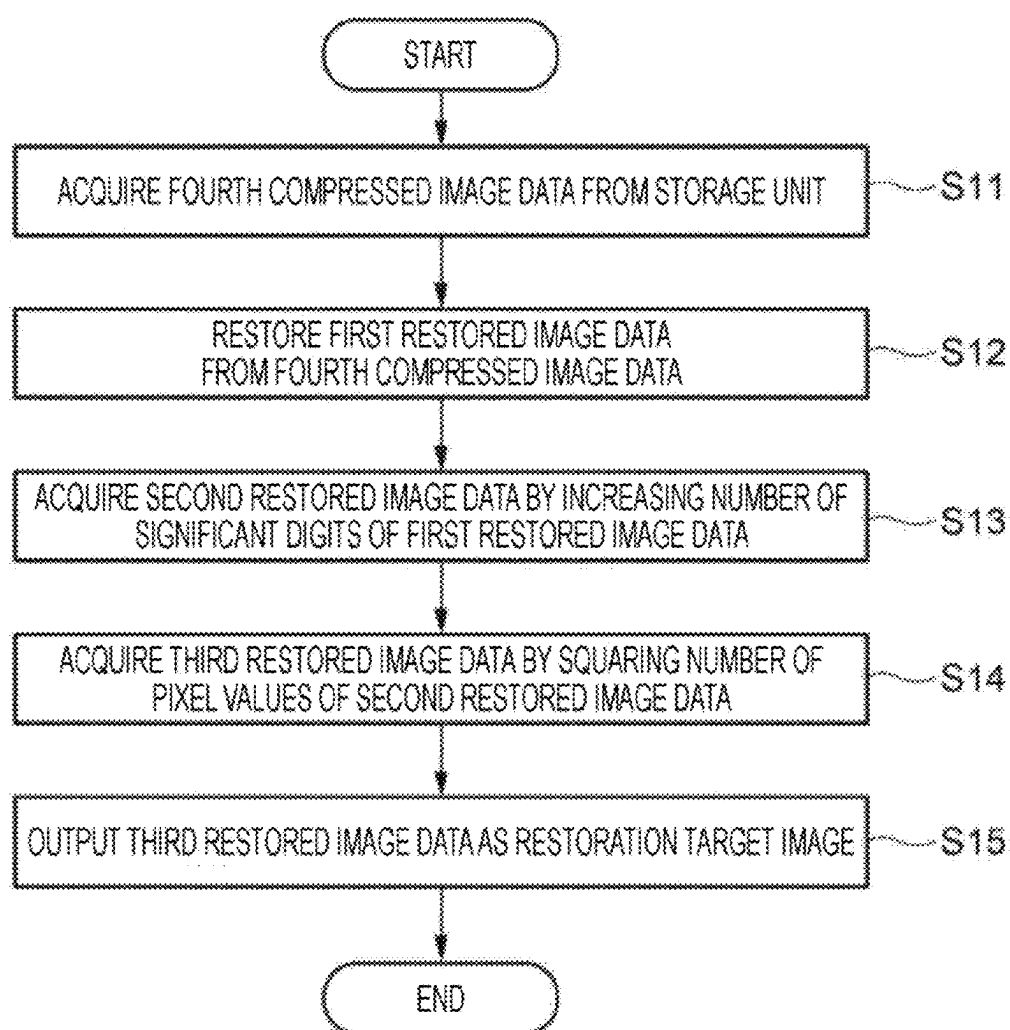 START
ACQUIRE FOURTH COMPRESSED IMAGE DATA FROM STORAGE UNIT
S11
RESTORE FIRST RESTORED IMAGE DATA
FROM FOURTH COMPRESSED IMAGE DATA
S12
ACQUIRE SECOND RESTORED IMAGE DATA BY INCREASING NUMBER OF
SIGNIFICANT DIGITS OF FIRST RESTORED IMAGE DATA
S13
ACQUIRE THIRD RESTORED IMAGE DATA BY SQUARING NUMBER OF
PIXEL VALUES OF SECOND RESTORED IMAGE DATA
S14
OUTPUT THIRD RESTORED IMAGE DATA AS RESTORATION TARGET IMAGE
S15
END